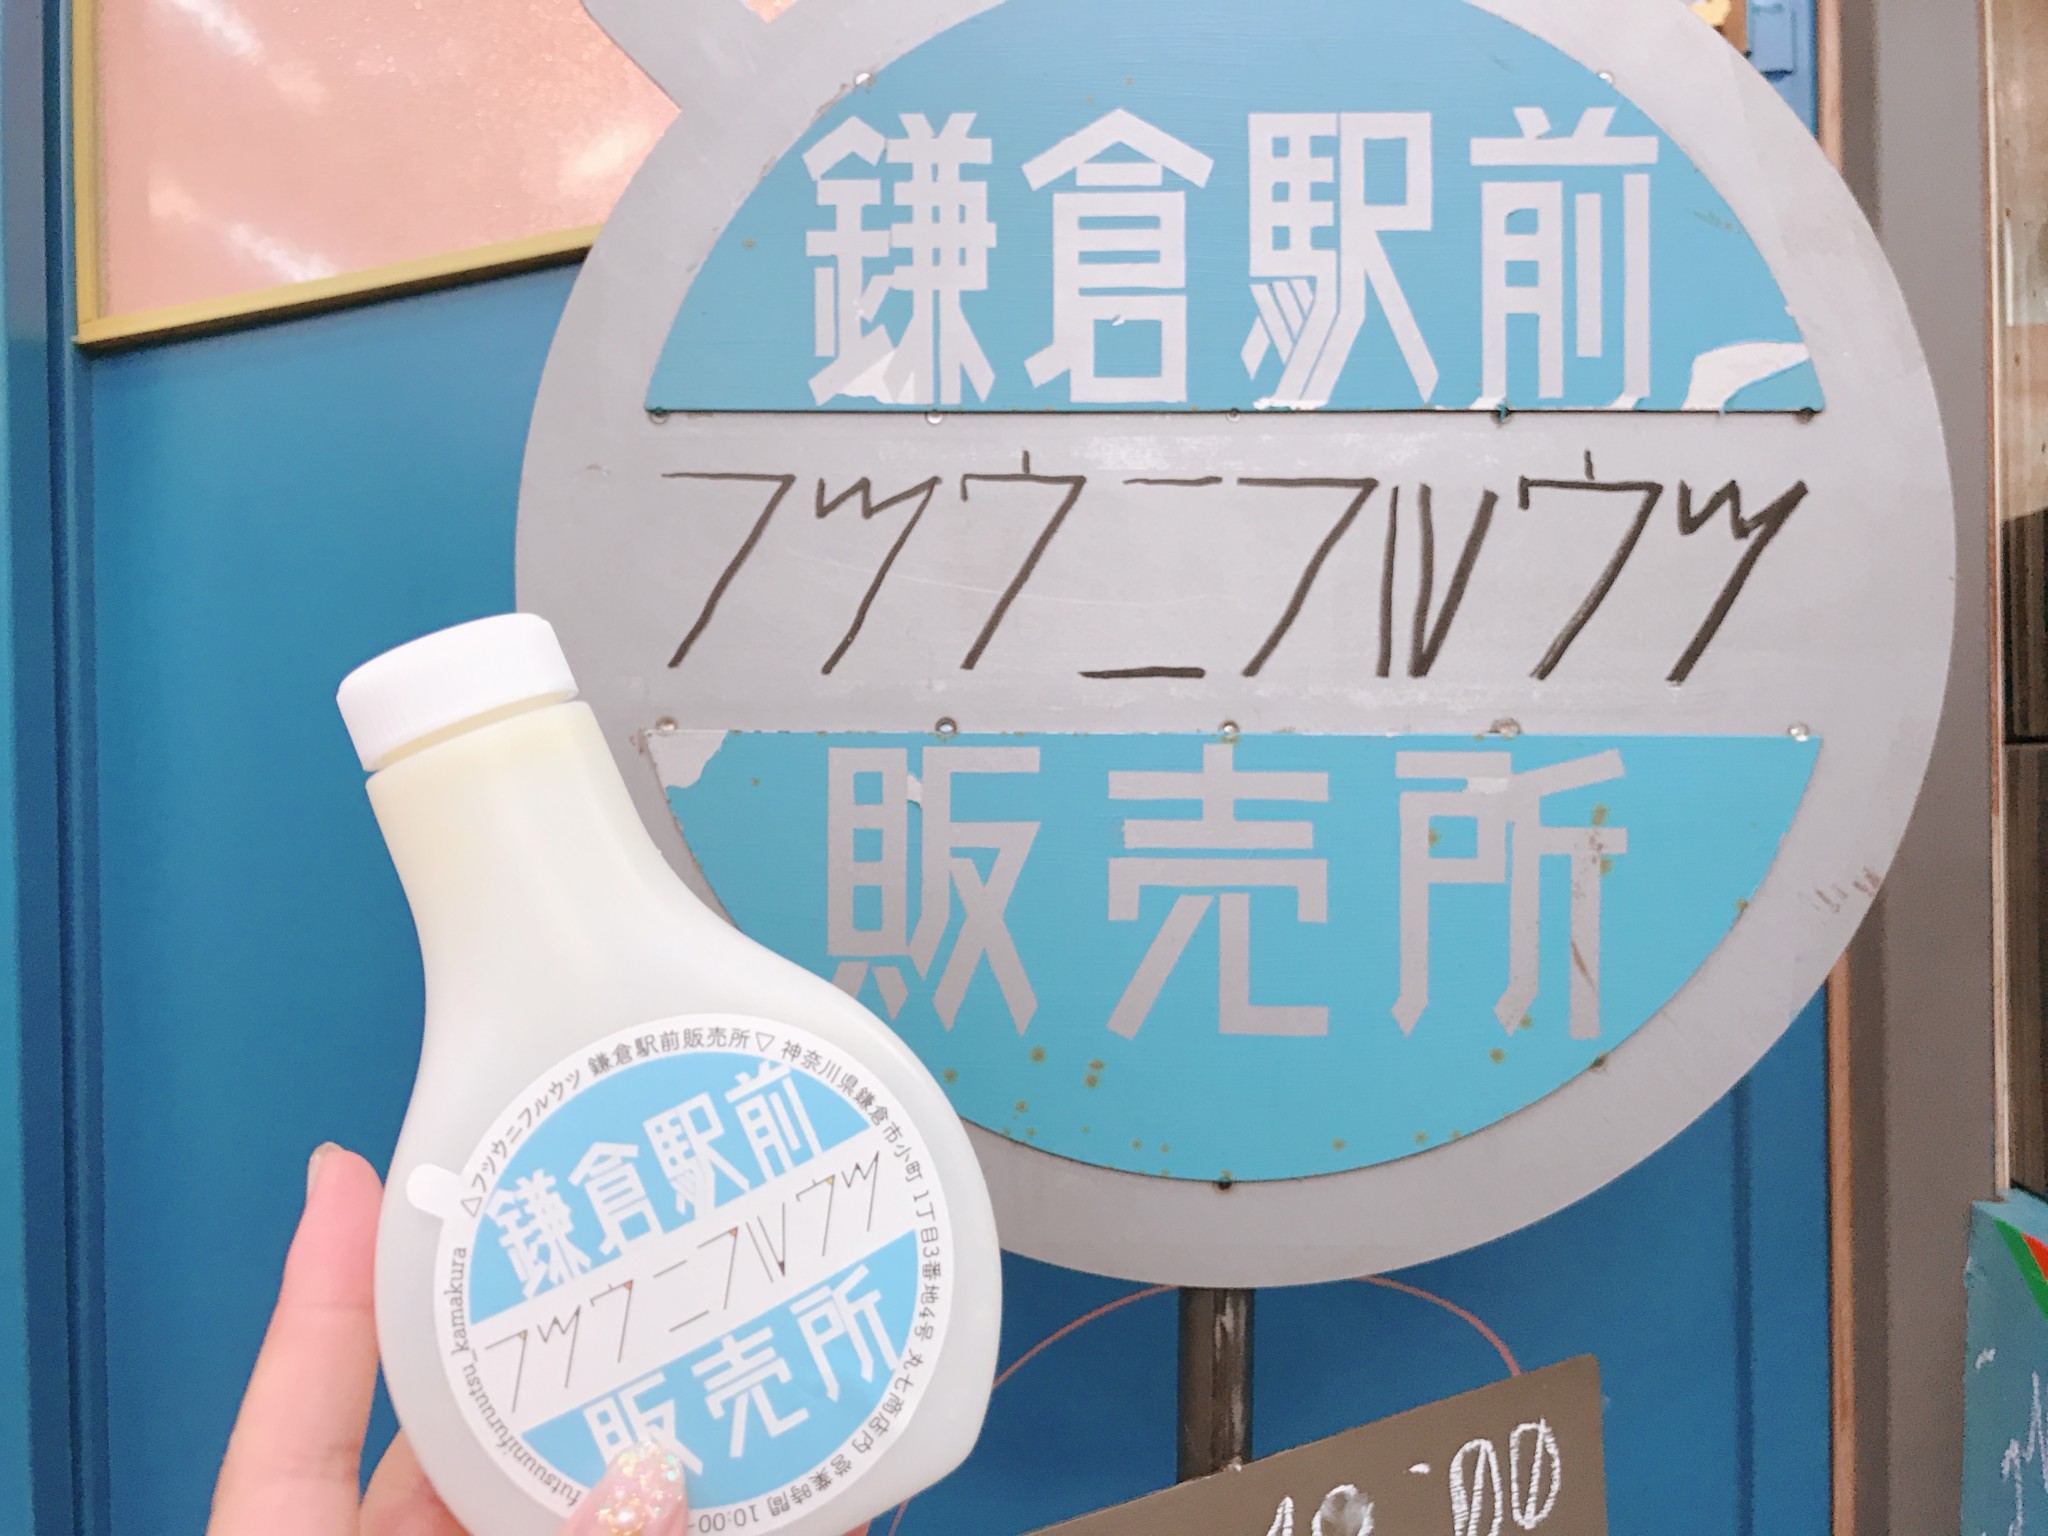 鎌倉駅前
フツウニフルウツ
販売所
△フツウニフルウツ 鎌倉駅前販売所▽ 神奈川県鎌倉市小町1丁目3番地4号 丸七商店内 営業時間 10:00-
鎌倉駅前
フツウニフルウツ
販売所
futsuunifuruutsu_kamakura